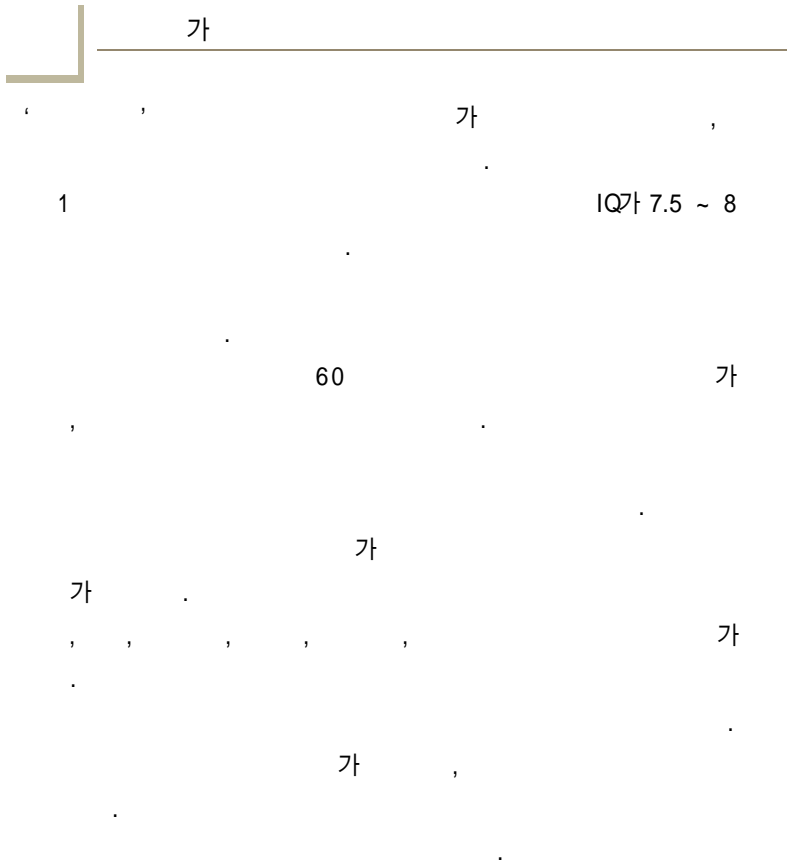 가
‘ ’ 가 ,
.
1 IQ가 7.5 ~ 8
.
.
60 가
, .
.
가
가 .
, , , , , 가
.
.
가 ,
.
.